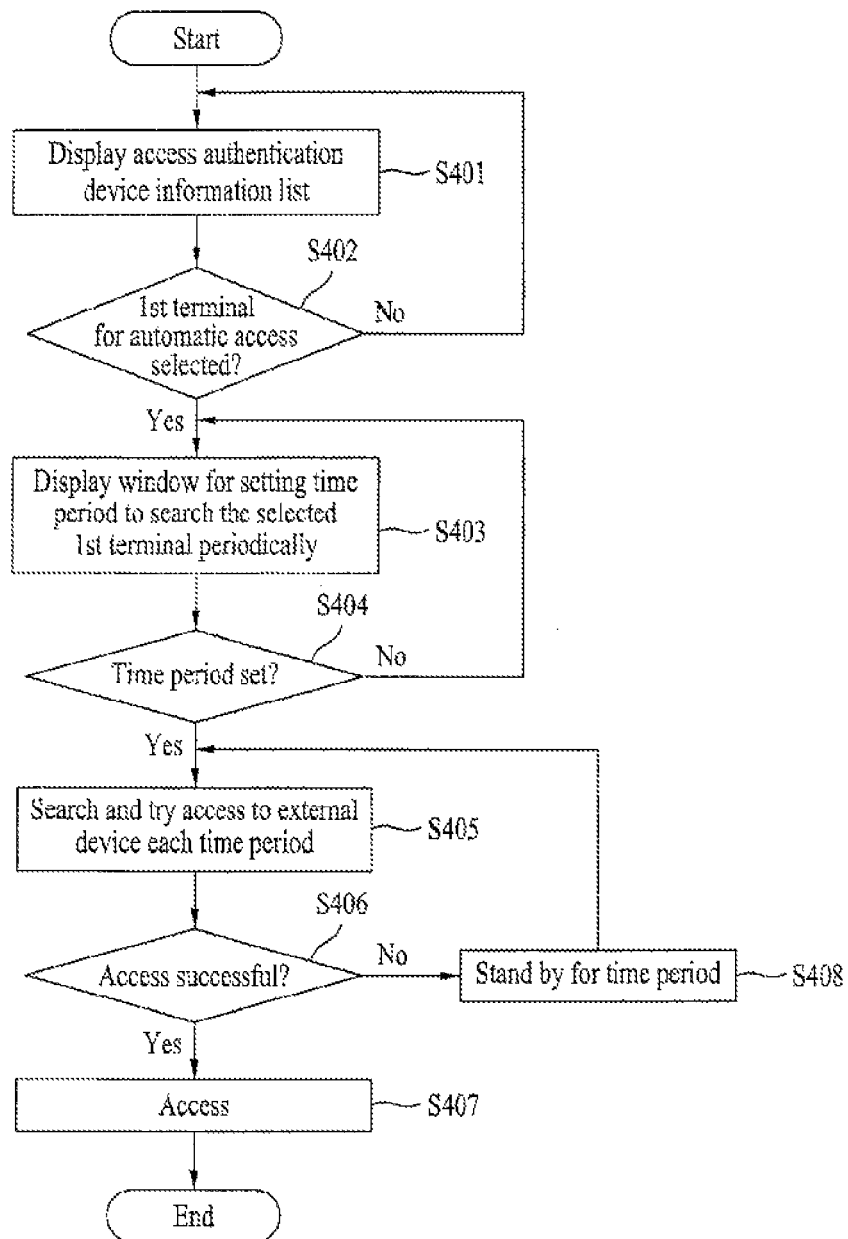 Start
Display access authentication
device information list
S401
S402
1st terminal
for automatic access
selected?
No
Yes
Display window for setting time
period to search the selected
1st terminal periodically
S403
S404
Time period set?
No
Yes
Search and try access to external
device each time period
S405
S406
Access successful?
No
Stand by for time period
S408
Yes
Access
S407
End